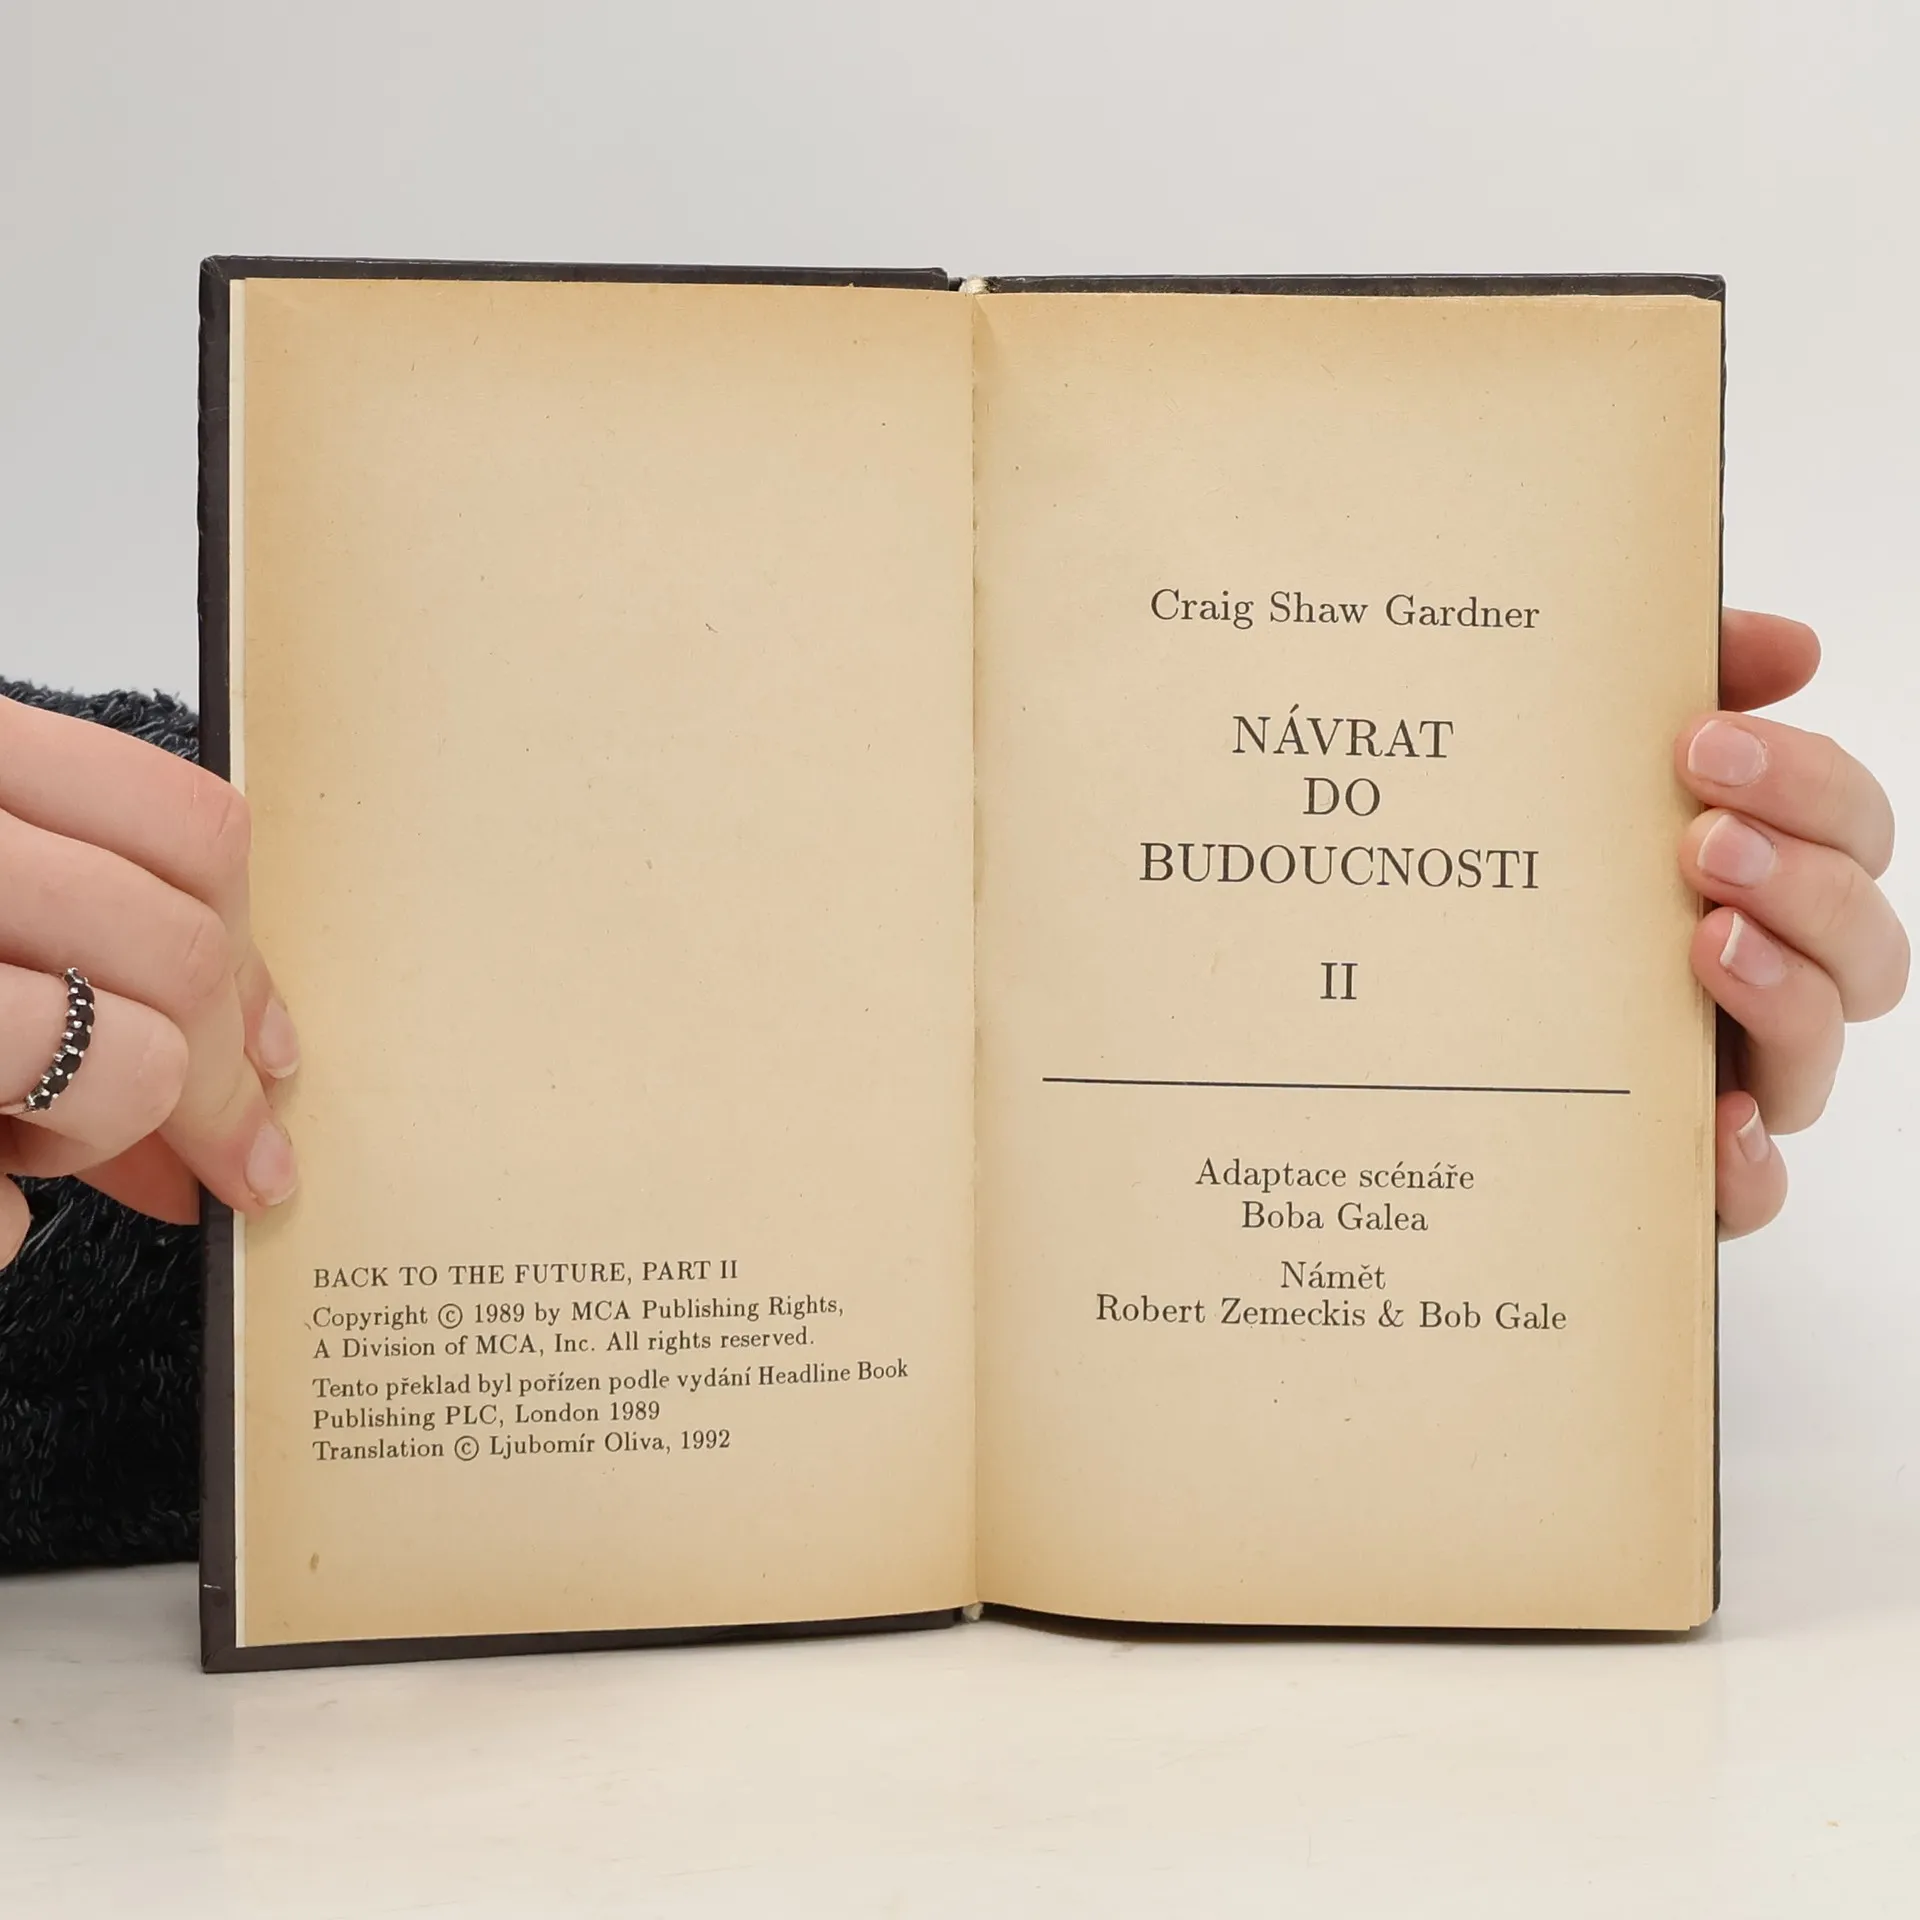 BACK TO THE FUTURE, PART II
Copyright © 1989 by MCA Publishing Rights,
A Division of MCA, Inc. All rights reserved.
Tento překlad byl pořízen podle vydání Headline Book
Publishing PLC, London 1989
Translation © Ljubomír Oliva, 1992
Craig Shaw Gardner
NÁVRAT
DO
BUDOUCNOSTI
II
Adaptace scénáře
Boba Galea
Námět
Robert Zemeckis & Bob Gale